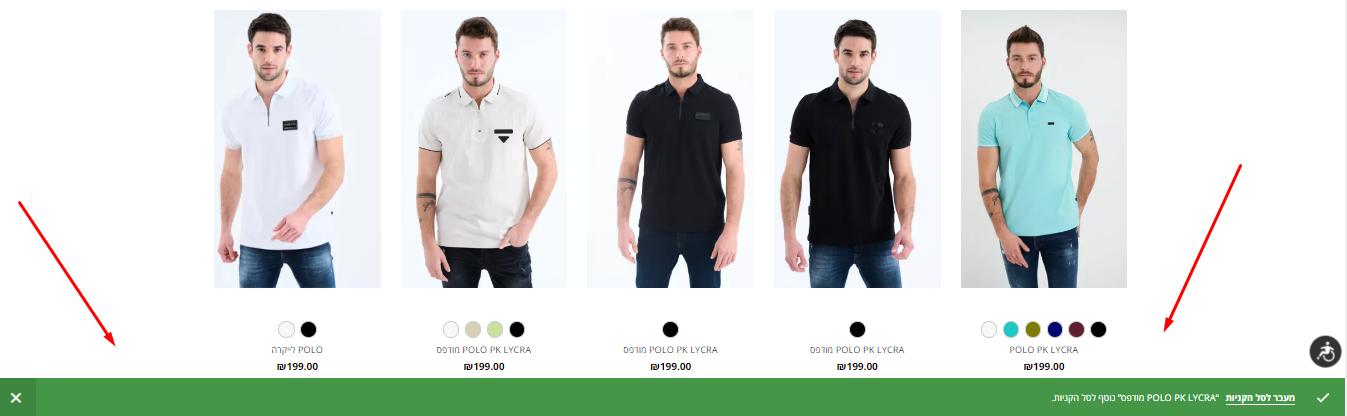 POLO PK LYCRA
POLO PK LYCRA מודפס
POLO PK LYCRA מודפס
POLO PK LYCRA מודפס
POLO לייקרה
₪199.00
₪199.00
₪199.00
₪199.00
₪199.00
מעבר לסל הקניות "POLO PK LYCRA מודפס" נוסף לסל הקניות.